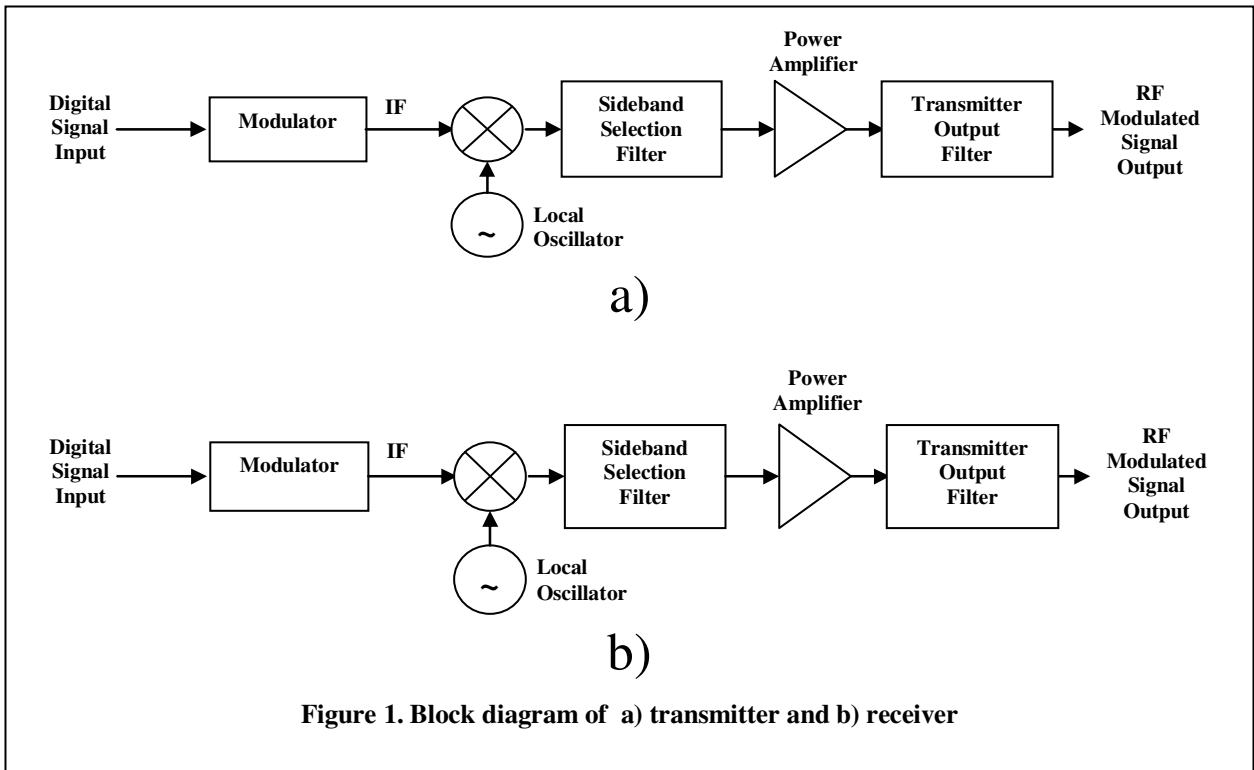 Digital
Signal
Input
Modulator
IF
Local
Oscillator
~
Sideband
Selection
Filter
Power
Amplifier
Transmitter
Output
Filter
RF
Modulated
Signal
Output
a)
Digital
Signal
Input
Modulator
IF
Local
Oscillator
~
Sideband
Selection
Filter
Power
Amplifier
Transmitter
Output
Filter
RF
Modulated
Signal
Output
b)
Figure 1. Block diagram of a) transmitter and b) receiver